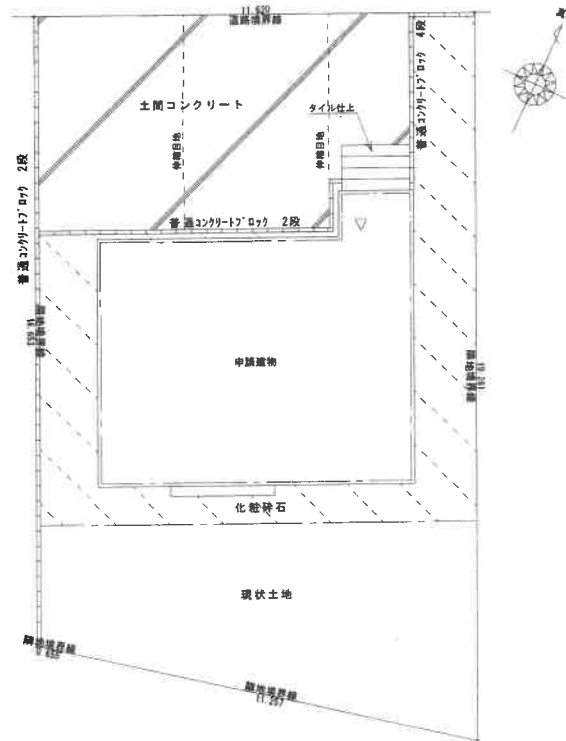 11.630
道路境界線
土間コンクリート
タイル仕上
普通コンクリートブロック 4段
伸縮目地
伸縮目地
普通コンクリートブロック 2段
普通コンクリートブロック 2段
隣地境界線
申請建物
隣地境界線
化粧砕石
現状土地
隣地境界線
隣地境界線